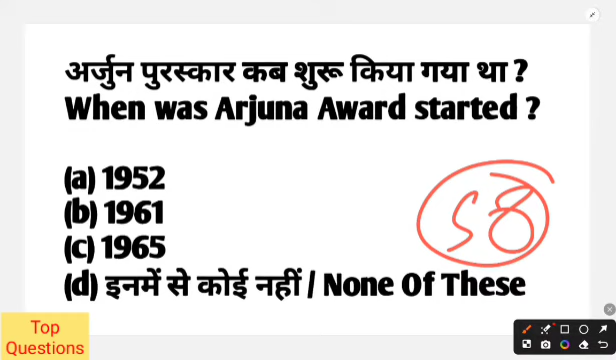 अर्जुन पुरस्कार कब शुरू किया गया था ?
When was Arjuna Award started ?
(a) 1952
(b) 1961
(c) 1965
(d) इनमें से कोई नहीं / None Of These
58
Top
Questions